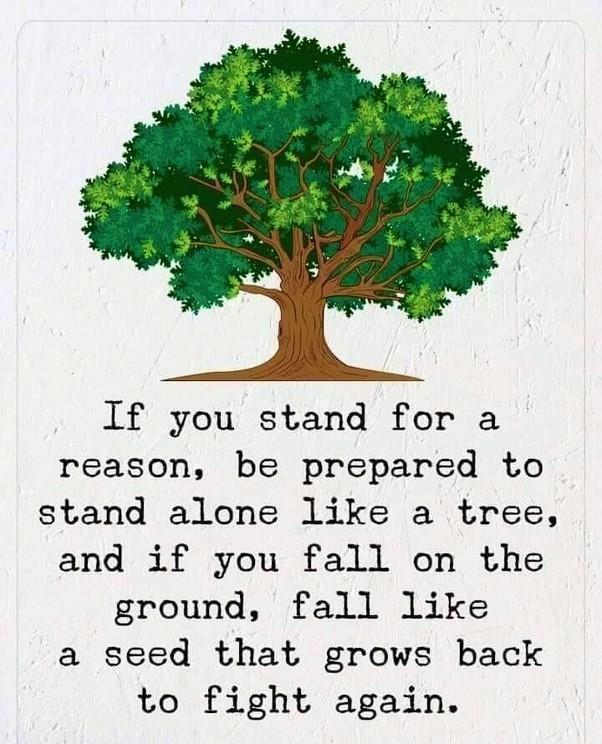 If you stand for a
reason, be prepared to
stand alone like a tree,
and if you fall on the
ground, fall like
a seed that grows back
to fight again.